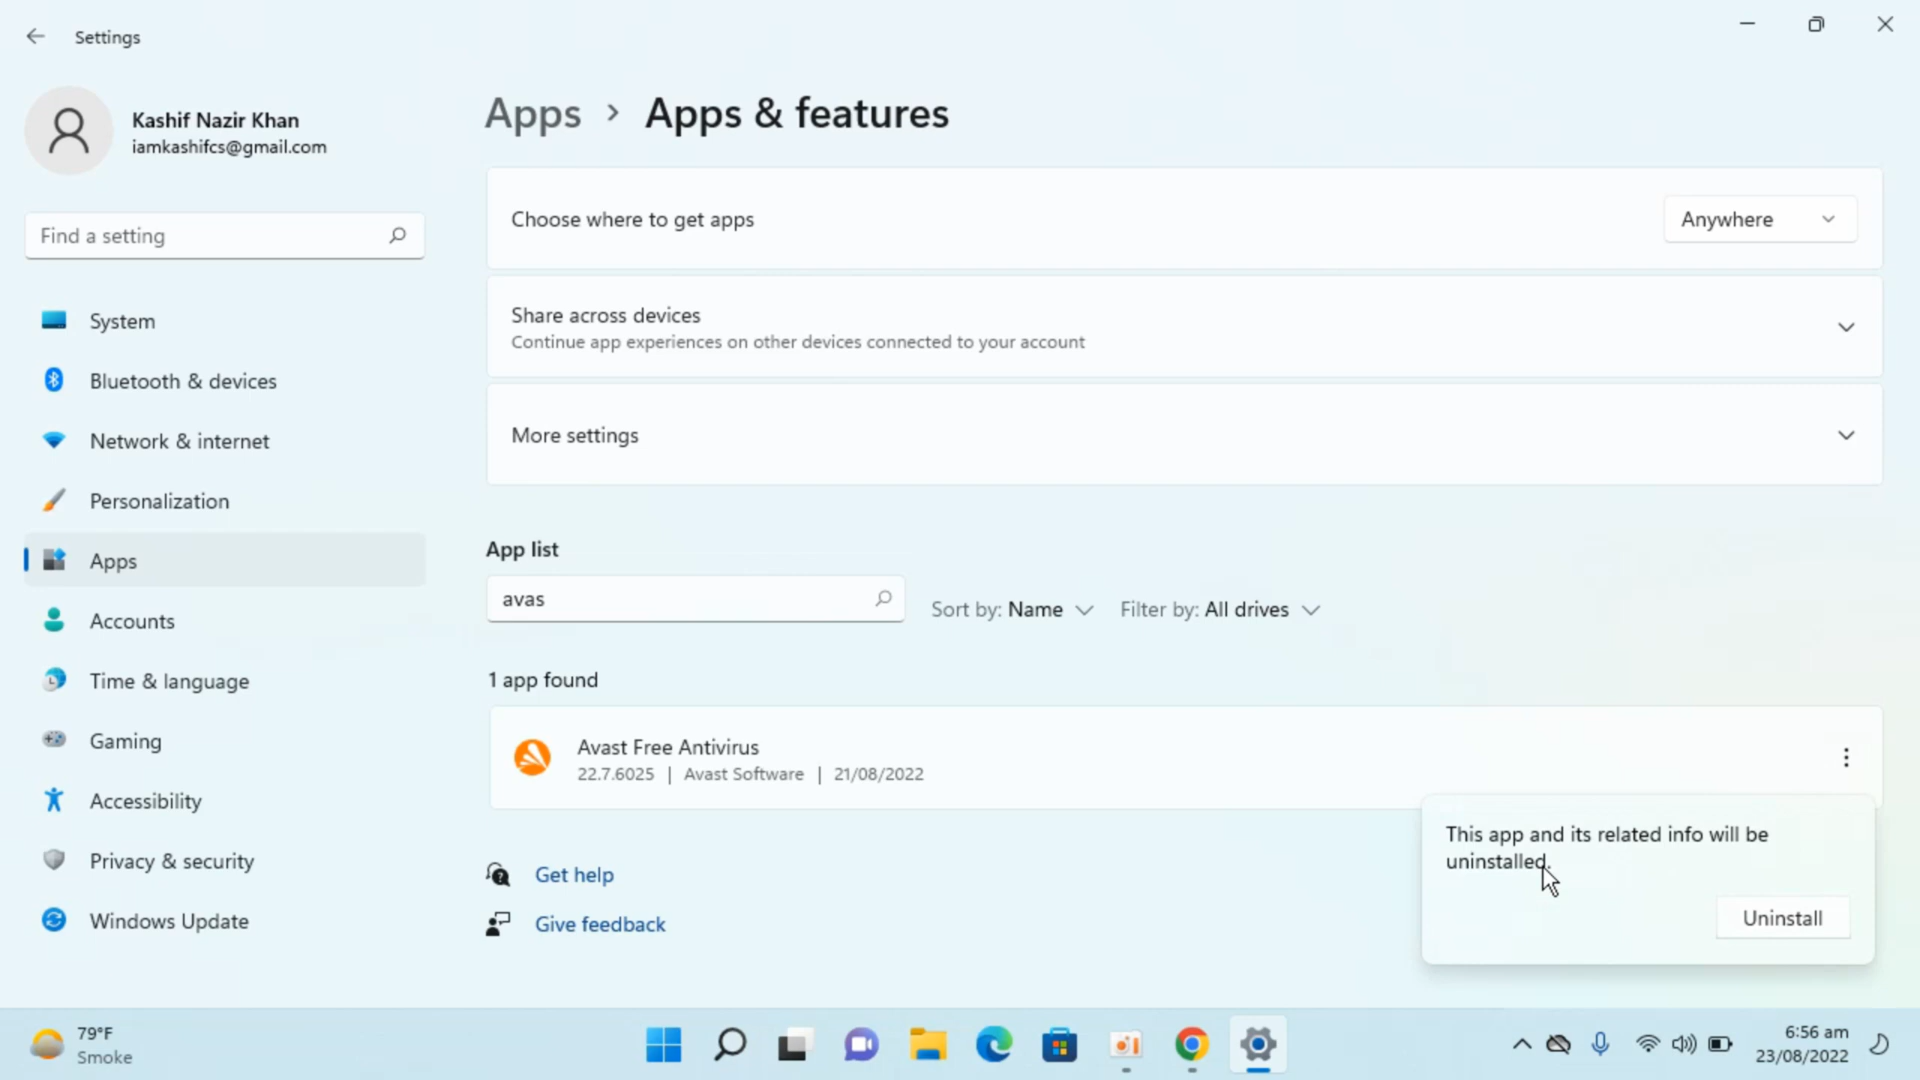 Settings
Kashif Nazir Khan
iamkashifcs@gmail.com
Find a setting
System
Bluetooth & devices
Network & internet
Personalization
Apps
Accounts
Time & language
Gaming
Accessibility
Privacy & security
Windows Update
Apps > Apps & features
Choose where to get apps
Anywhere
Share across devices
Continue app experiences on other devices connected to your account
More settings
App list
avas
Sort by: Name
Filter by: All drives
1 app found
Avast Free Antivirus
22.7.6025 | Avast Software | 21/08/2022
This app and its related info will be
uninstalled.
Uninstall
Get help
Give feedback
79°F
Smoke
6:56 am
23/08/2022